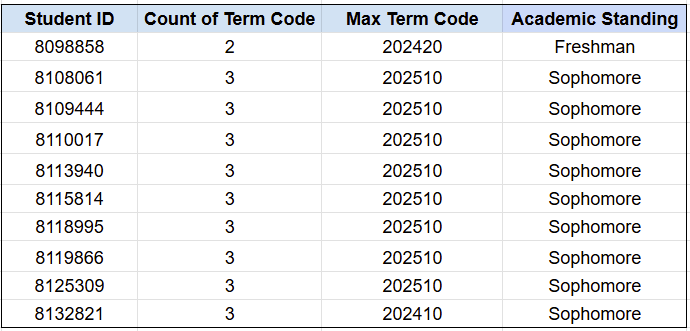 Student ID Count of Term Code Max Term Code Academic Standing
8098858 2 202420 Freshman
8108061 3 202510 Sophomore
8109444 3 202510 Sophomore
8110017 3 202510 Sophomore
8113940 3 202510 Sophomore
8115814 3 202510 Sophomore
8118995 3 202510 Sophomore
8119866 3 202510 Sophomore
8125309 3 202510 Sophomore
8132821 3 202410 Sophomore